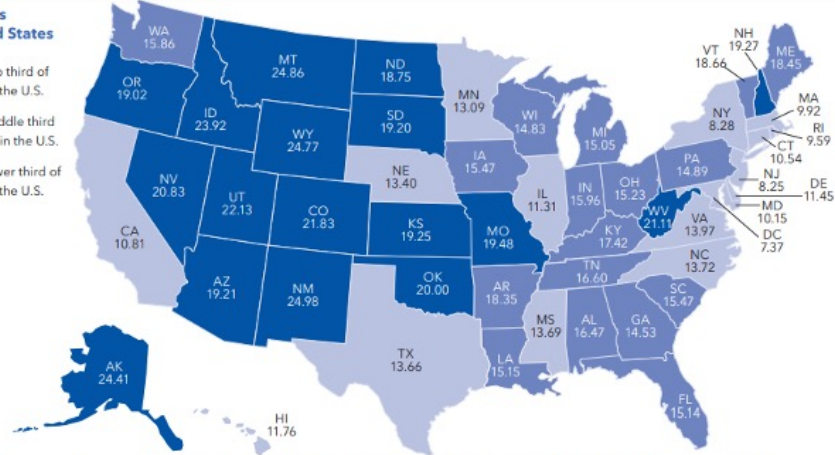 d States
o third of
the U.S.
ddle third
in the U.S.
wer third of
the U.S.
WA
15.86
OR
19.02
ID
23.92
MT
24.86
ND
18.75
SD
19.20
WY
24.77
NV
20.83
UT
22.13
CO
21.83
CA
10.81
AZ
19.21
NM
24.98
NE
13.40
KS
19.25
OK
20.00
TX
13.66
MN
13.09
IA
15.47
MO
19.48
AR
18.35
LA
15.15
WI
14.83
IL
11.31
MI
15.05
IN
15.96
OH
15.23
KY
17.42
TN
16.60
MS
13.69
AL
16.47
GA
14.53
FL
15.14
SC
15.47
NC
13.72
VA
13.97
WV
21.11
PA
14.89
NY
8.28
VT
18.66
NH
19.27
ME
18.45
MA
9.92
RI
9.59
CT
10.54
NJ
8.25
DE
11.45
MD
10.15
DC
7.37
AK
24.41
HI
11.76